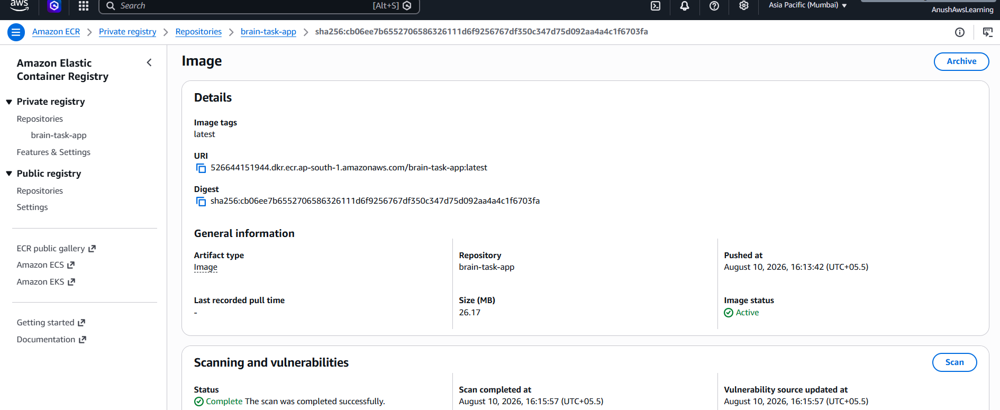 aws
Search
[Alt+S]
Asia Pacific (Mumbai)
AnushAwsLearning
Amazon ECR
Private registry
Repositories
brain-task-app
sha256:cb06ee7b6552706586326111d6f9256767df350c347d75d092aa4a4c1f6703fa
Amazon Elastic
Container Registry
Private registry
Repositories
brain-task-app
Features & Settings
Public registry
Repositories
Settings
ECR public gallery
Amazon ECS
Amazon EKS
Getting started
Documentation
Image
Archive
Details
Image tags
latest
URI
526644151944.dkr.ecr.ap-south-1.amazonaws.com/brain-task-app:latest
Digest
sha256:cb06ee7b6552706586326111d6f9256767df350c347d75d092aa4a4c1f6703fa
General information
Artifact type
Image
Repository
brain-task-app
Pushed at
August 10, 2026, 16:13:42 (UTC+05.5)
Last recorded pull time
-
Size (MB)
26.17
Image status
Active
Scanning and vulnerabilities
Scan
Status
Complete The scan was completed successfully.
Scan completed at
August 10, 2026, 16:15:57 (UTC+05.5)
Vulnerability source updated at
August 10, 2026, 16:15:57 (UTC+05.5)